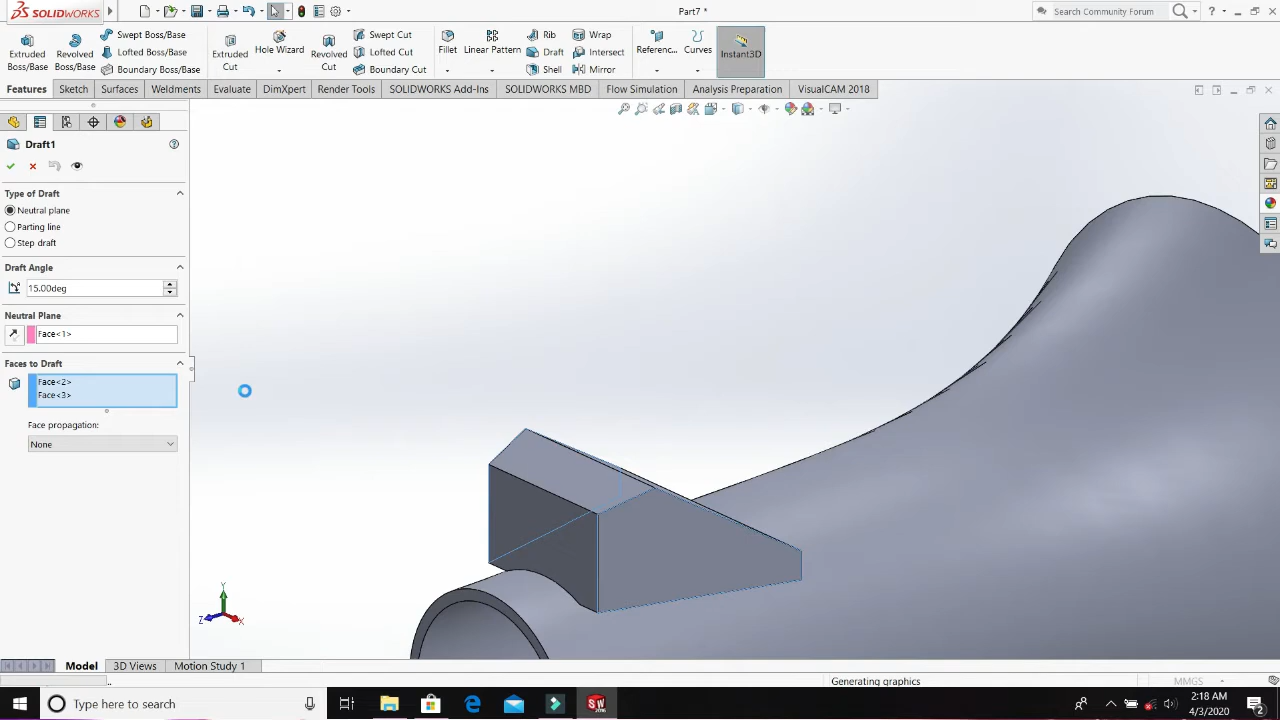 SOLIDWORKS
Part7 *
Search Community Forum
Extruded Boss/Base
Revolved Boss/Base
Swept Boss/Base
Lofted Boss/Base
Boundary Boss/Base
Extruded Cut
Hole Wizard
Revolved Cut
Swept Cut
Lofted Cut
Boundary Cut
Fillet
Linear Pattern
Rib
Draft
Shell
Wrap
Intersect
Mirror
Referenc...
Curves
Instant3D
Features
Sketch
Surfaces
Weldments
Evaluate
DimXpert
Render Tools
SOLIDWORKS Add-Ins
SOLIDWORKS MBD
Flow Simulation
Analysis Preparation
VisualCAM 2018
Draft1
Type of Draft
Neutral plane
Parting line
Step draft
Draft Angle
15.00deg
Neutral Plane
Face<1>
Faces to Draft
Face<2>
Face<3>
Face propagation:
None
Y
Z
X
Model
3D Views
Motion Study 1
Generating graphics
MMGS
Type here to search
2:18 AM
4/3/2020